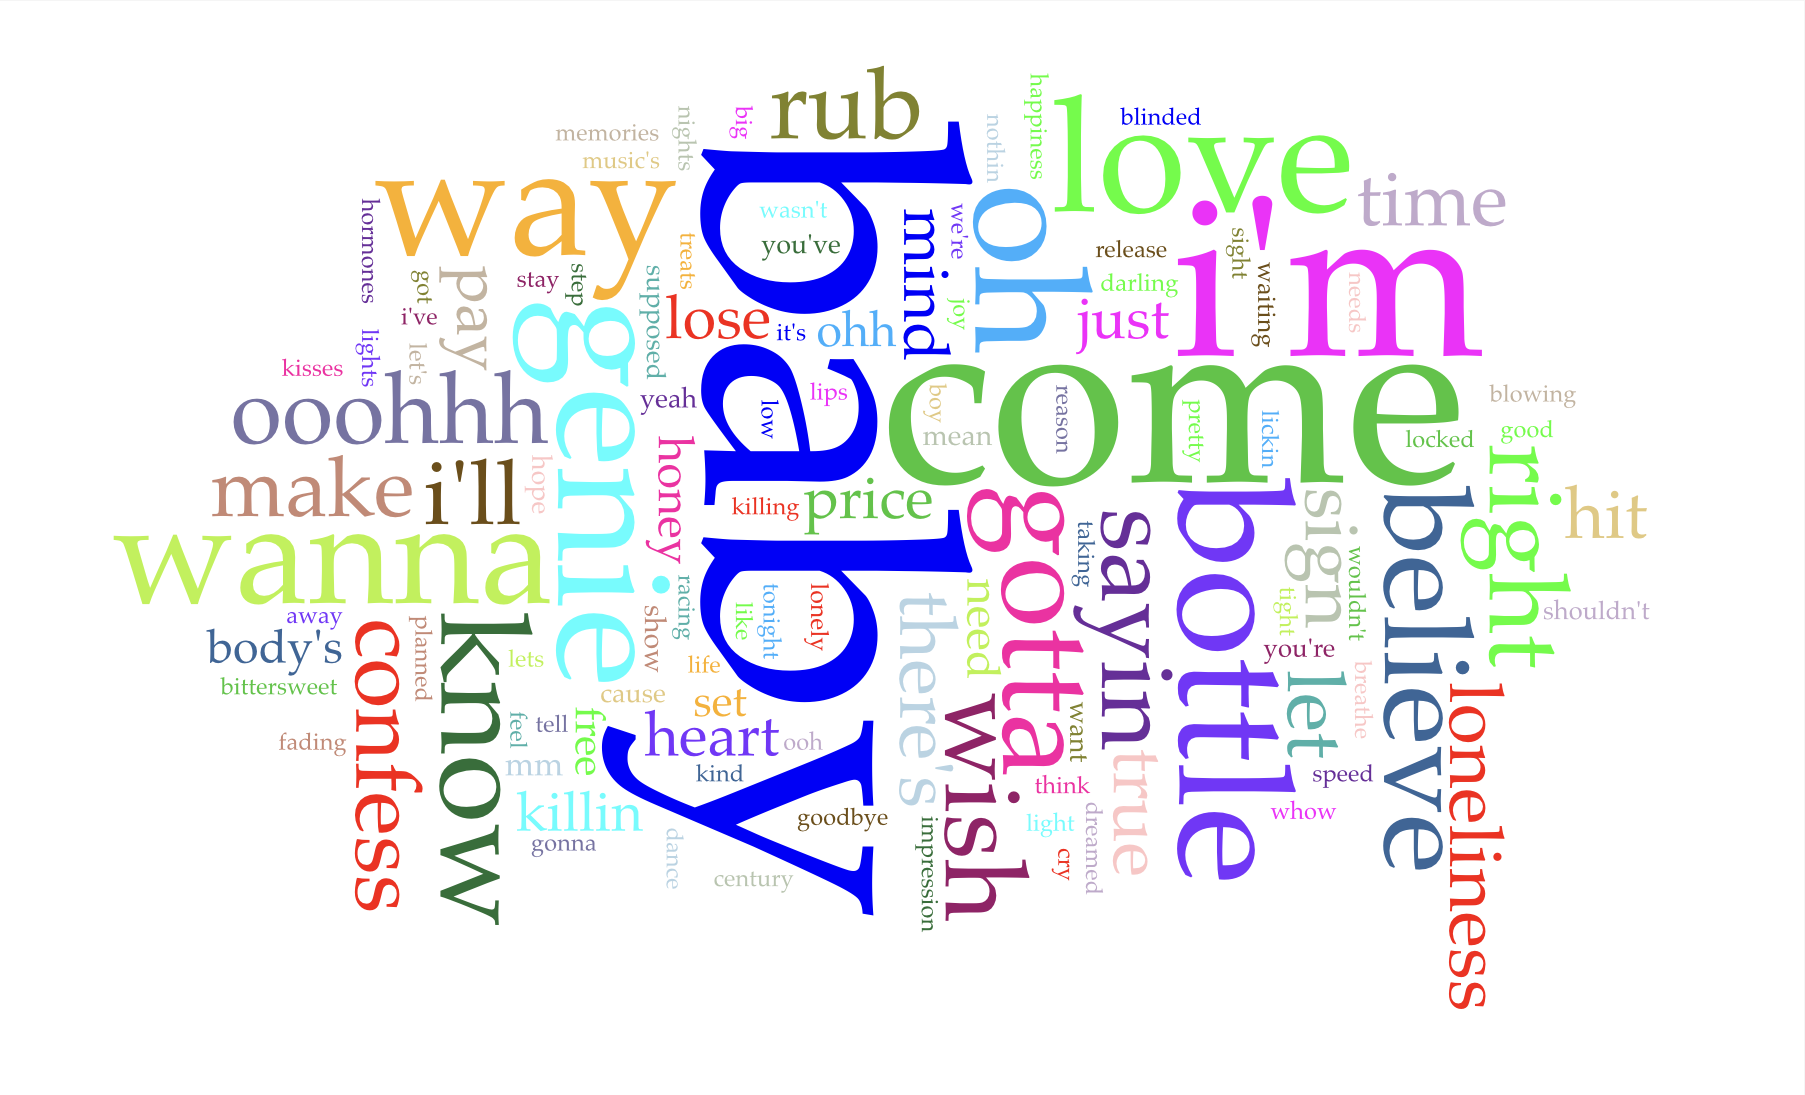 rub
love
blinded
happiness
big
nights
memories
music's
nothin
way
time
oh
baby
wasn't
you've
mind
we're
i'm
hormones
treats
release
sight
waiting
needs
darling
pay
got
stay
step
supposed
genie
lose
it's
ohh
joy
just
i've
let's
lights
kisses
come
ooohhh
yeah
low
lips
boy
mean
reason
pretty
lickin
blowing
locked
good
right
hit
make
i'll
hope
honey
killing
price
gotta
taking
sayin
bottle
sign
believe
wanna
racing
show
like
tonight
lonely
there's
need
wouldn't
tight
shouldn't
away
body's
bittersweet
confess
planned
know
lets
life
cause
set
you're
let
breathe
loneliness
wish
want
true
feel
tell
free
heart
ooh
fading
mm
kind
think
speed
killin
goodbye
light
whow
gonna
dance
century
impression
cry
dreamed